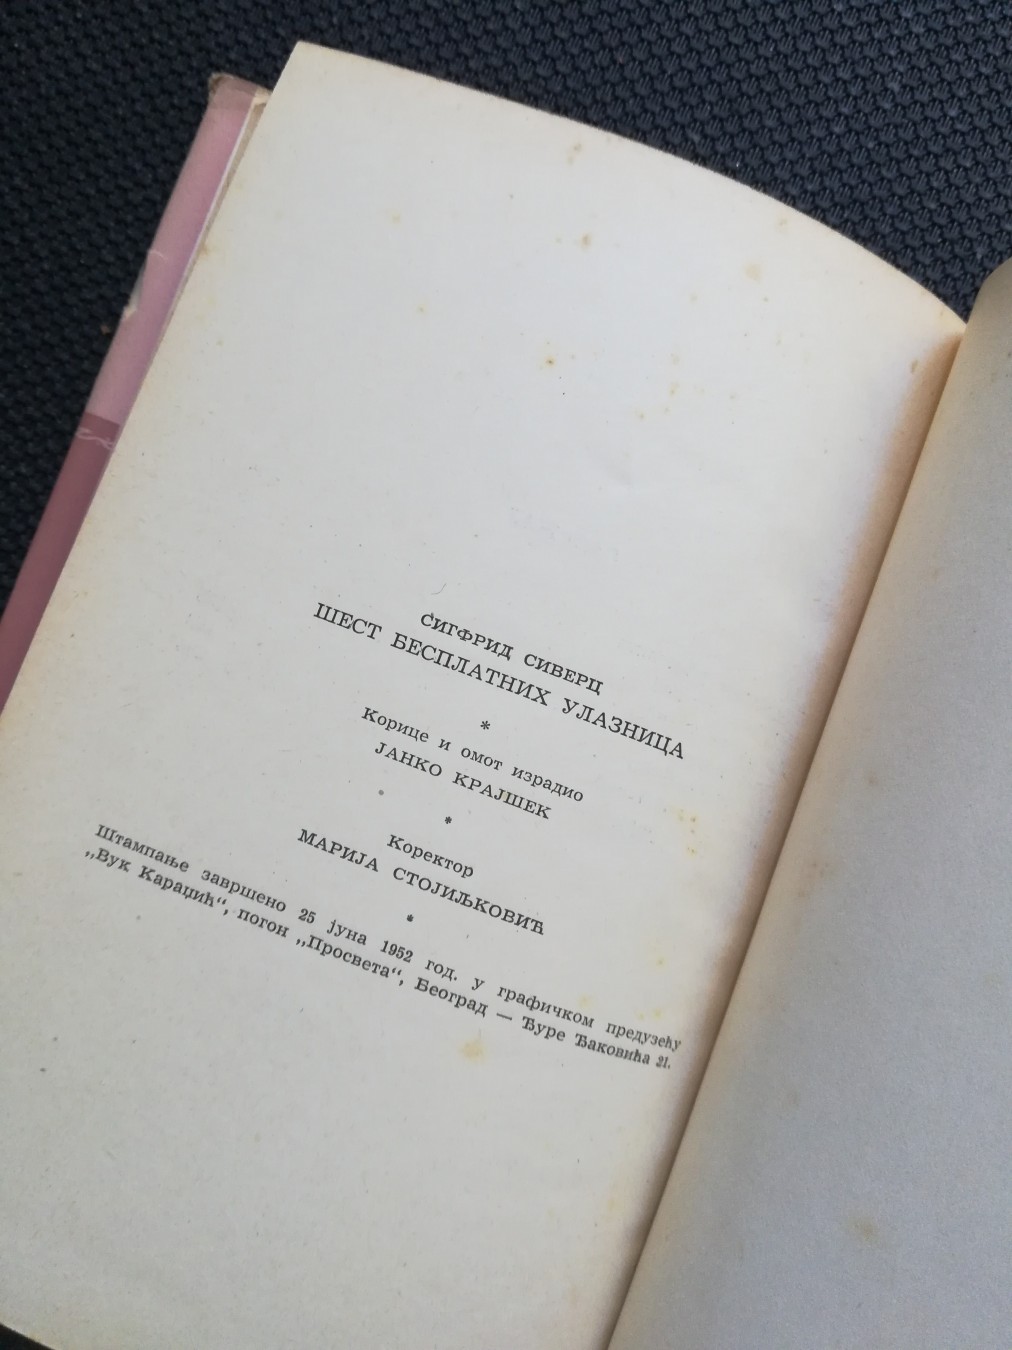 СИГФРИД СИВЕРЦ
ШЕСТ БЕСПЛАТНИХ УЛАЗНИЦА
*
Корице и омот израдио
ЈАНКО КРАЈШЕК
*
Коректор
МАРИЈА СТОЈИЉКОВИЋ
*
Штампање завршено 25 јуна 1952 год. у графичком предузећу
„Вук Караџић“, погон „Просвета“, Београд — Ђуре Ђаковића 21.